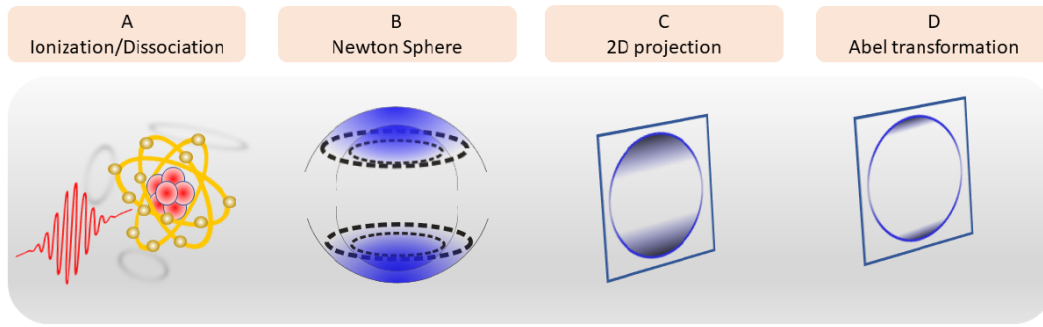 A
Ionization/Dissociation
B
Newton Sphere
C
2D projection
D
Abel transformation